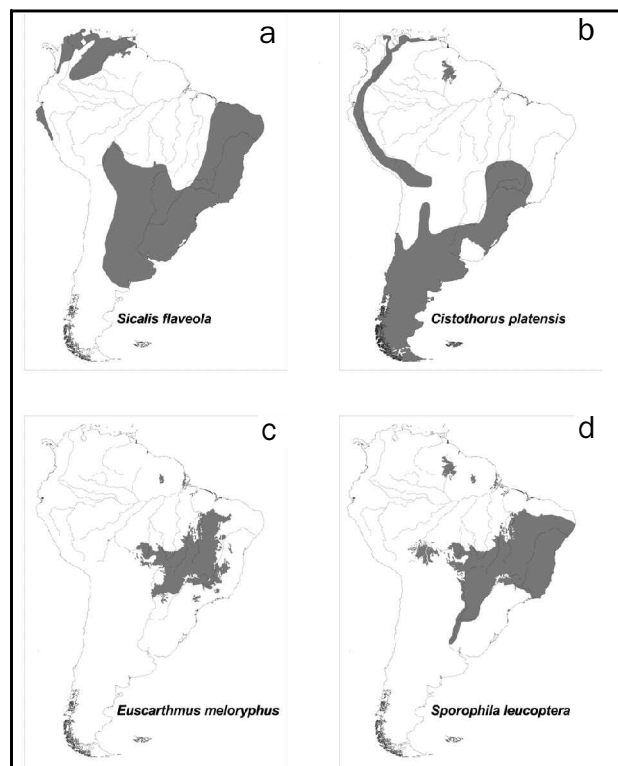 a
Sicalis flaveola
b
Cistothorus platensis
c
Euscarthmus meloryphus
d
Sporophila leucoptera